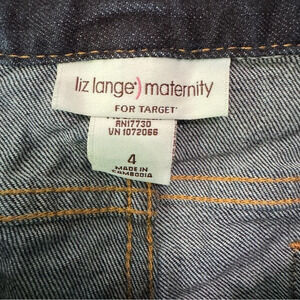 liz lange maternity
FOR TARGET
RN17730
VN 1072066
4
MADE IN
CAMBODIA